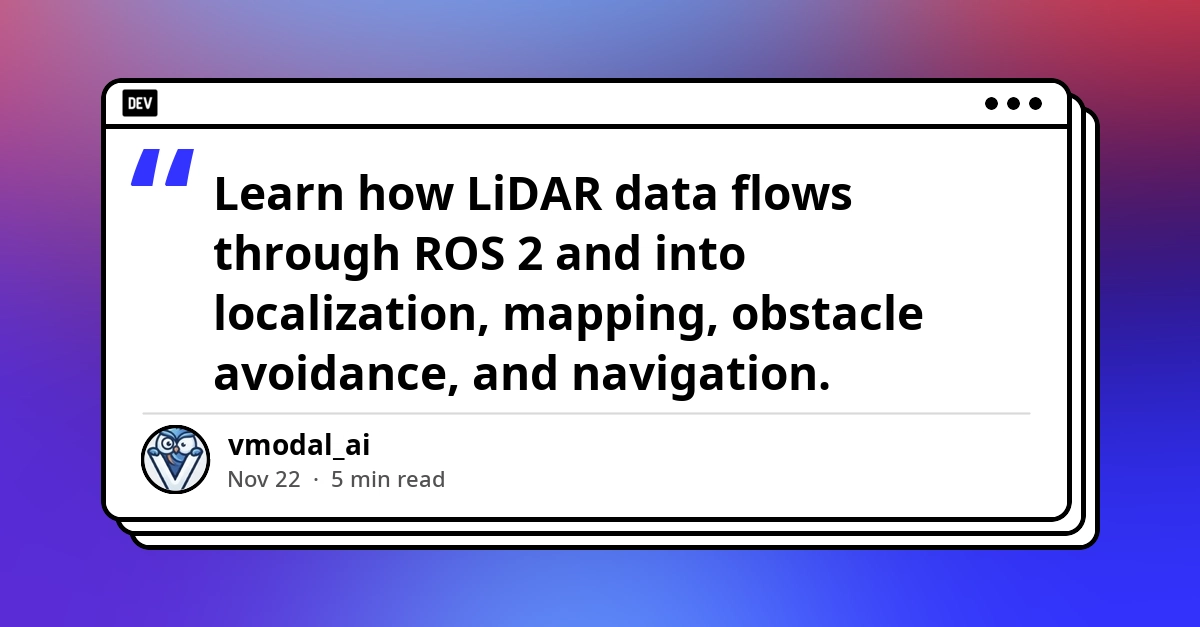 DEV
“
Learn how LiDAR data flows
through ROS 2 and into
localization, mapping, obstacle
avoidance, and navigation.
vmodal_ai
Nov 22 · 5 min read